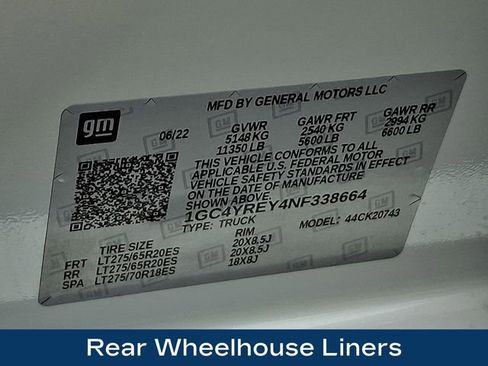 gm
MFD BY GENERAL MOTORS LLC
06/22 GVWR GAWR FRT GAWR RR
5148 KG 2540 KG 2994 KG
11350 LB 5600 LB 6600 LB
THIS VEHICLE CONFORMS TO ALL
APPLICABLE U.S. FEDERAL MOTOR
VEHICLE SAFETY STANDARDS IN EFFECT
ON THE DATE OF MANUFACTURE SHOWN ABOVE.
1GC4YREY4NF338664
TYPE: TRUCK MODEL: 44CK20743
TIRE SIZE RIM
FRT LT275/65R20ES 20X8.5J
RR LT275/65R20ES 20X8.5J
SPA LT275/70R18ES 18X8J
Rear Wheelhouse Liners